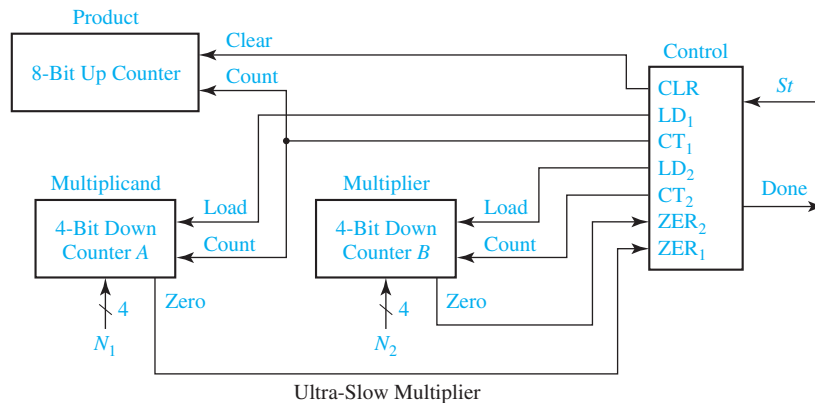 Product
8-Bit Up Counter
Clear
Count
Control
CLR
LD₁
CT₁
LD₂
CT₂
ZER₂
ZER₁
St
Done
Multiplicand
4-Bit Down
Counter A
Load
Count
Zero
4
N₁
Multiplier
4-Bit Down
Counter B
Load
Count
Zero
4
N₂
Ultra-Slow Multiplier